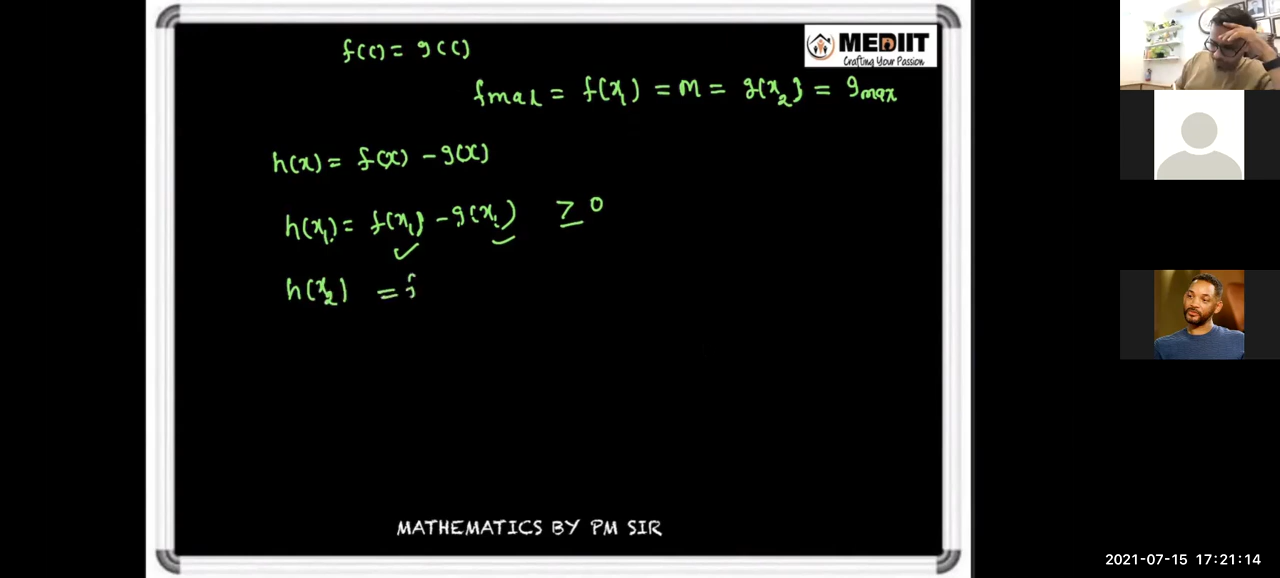 f(c) = g(c)
MEDIIT
Crafting Your Passion
fmax = f(x₁) = M = g(x₂) = gmax
h(x) = f(x) - g(x)
h(x₁) = f(x₁) - g(x₁) ≥ 0
h(x₂) =
MATHEMATICS BY PM SIR
2021-07-15 17:21:14